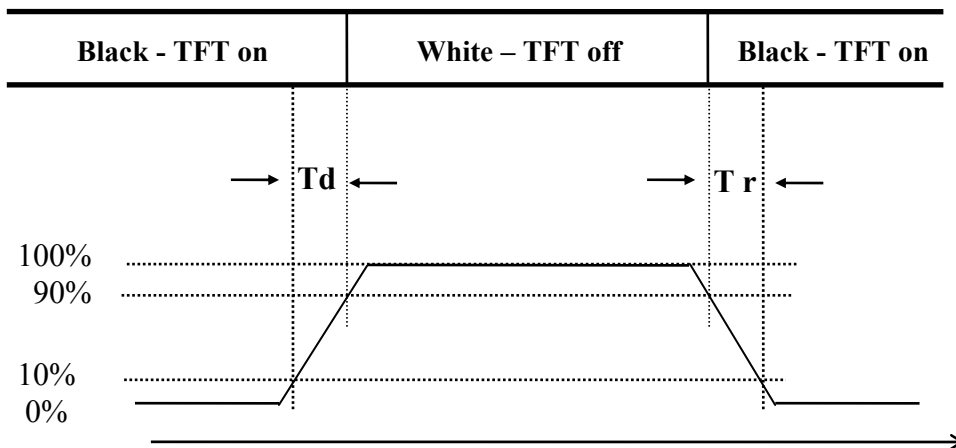 Black - TFT on White – TFT off Black - TFT on
Td T r
100%
90%
10%
0%